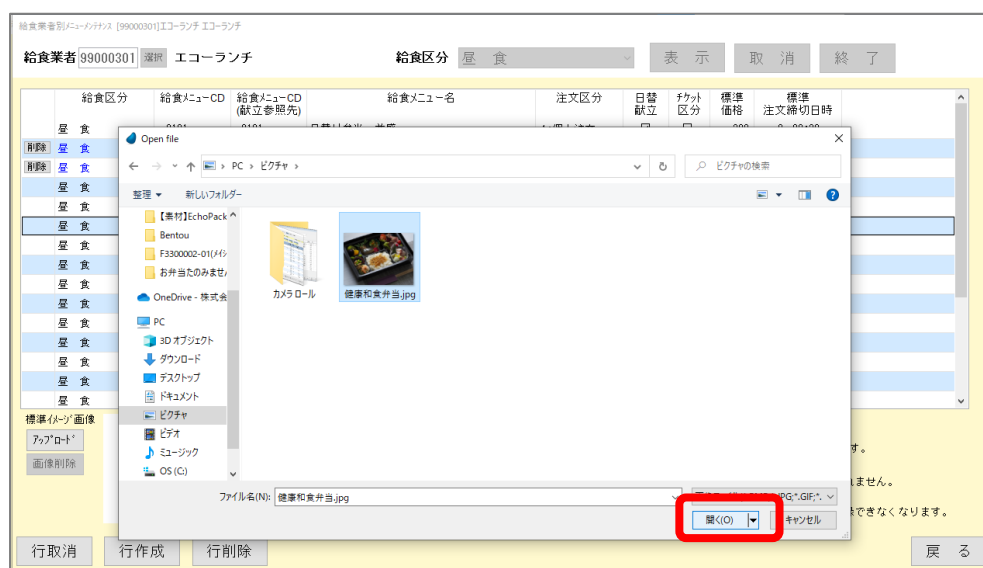 給食業者別ﾒﾆｭｰﾒﾝﾃﾅﾝｽ [99000301]エコーランチ エコーランチ
給食業者 99000301 選択 エコーランチ 給食区分 昼 食 表 示 取 消 終 了
給食区分 給食ﾒﾆｭｰCD 給食ﾒﾆｭｰCD 給食メニュー名 注文区分 日替 ﾁｹｯﾄ 標準 標準
(献立参照先) 献立 区分 価格 注文締切日時
昼 食
削除 昼 食
削除 昼 食
昼 食
昼 食
昼 食
昼 食
昼 食
昼 食
昼 食
昼 食
昼 食
昼 食
昼 食
昼 食
Open file
PC › ピクチャ ›
ピクチャの検索
整理 新しいフォルダー
【素材】EchoPack
Bentou
F3300002-01(ﾒｲｼ
お弁当たのみませ
OneDrive - 株式会
PC
3D オブジェクト
ダウンロード
デスクトップ
ドキュメント
ピクチャ
ビデオ
ミュージック
OS (C:)
カメラロール 健康和食弁当.jpg
ファイル名(N): 健康和食弁当.jpg
開く(O) キャンセル
標準ｲﾒｰｼﾞ画像
ｱｯﾌﾟﾛｰﾄﾞ
画像削除
す。
ません。
できなくなります。
行取消 行作成 行削除 戻 る